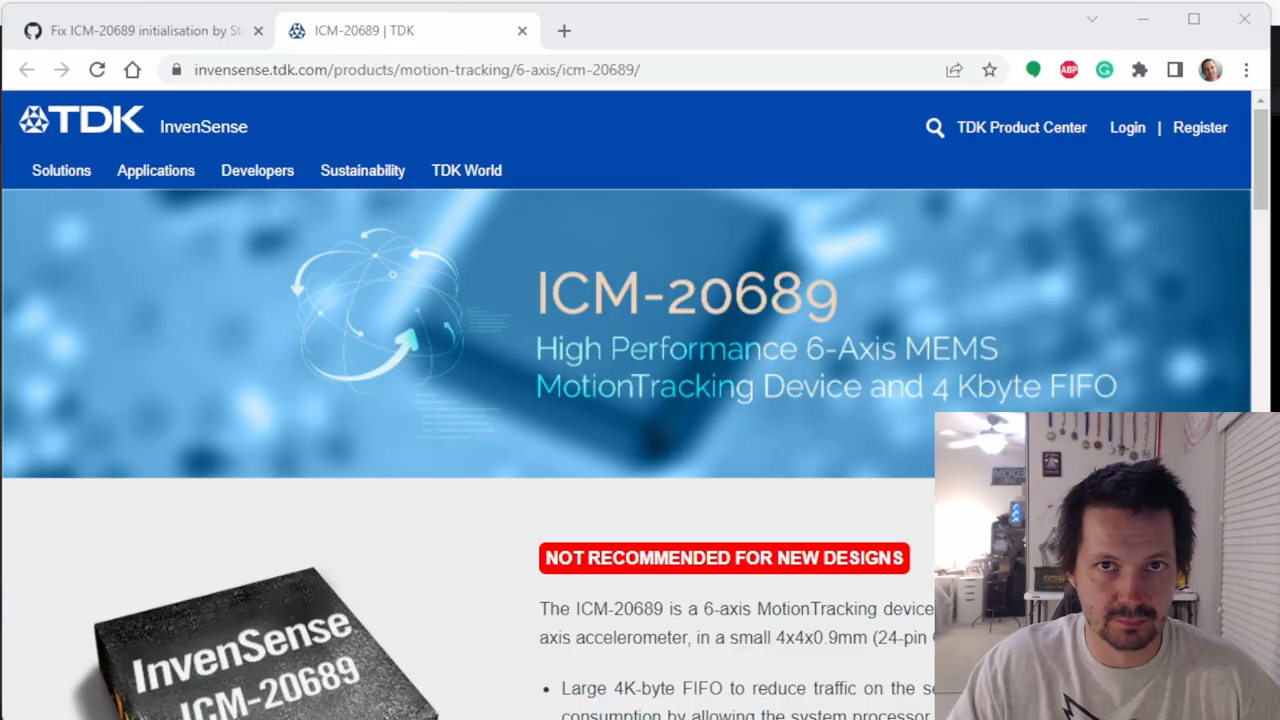 Fix ICM-20689 initialisation by St
ICM-20689 | TDK
invensense.tdk.com/products/motion-tracking/6-axis/icm-20689/
ABP
TDK InvenSense
TDK Product Center Login | Register
Solutions Applications Developers Sustainability TDK World
ICM-20689
High Performance 6-Axis MEMS
MotionTracking Device and 4 Kbyte FIFO
NOT RECOMMENDED FOR NEW DESIGNS
The ICM-20689 is a 6-axis MotionTracking device
axis accelerometer, in a small 4x4x0.9mm (24-pin
• Large 4K-byte FIFO to reduce traffic on the se
consumption by allowing the system processor
InvenSense
ICM-20689